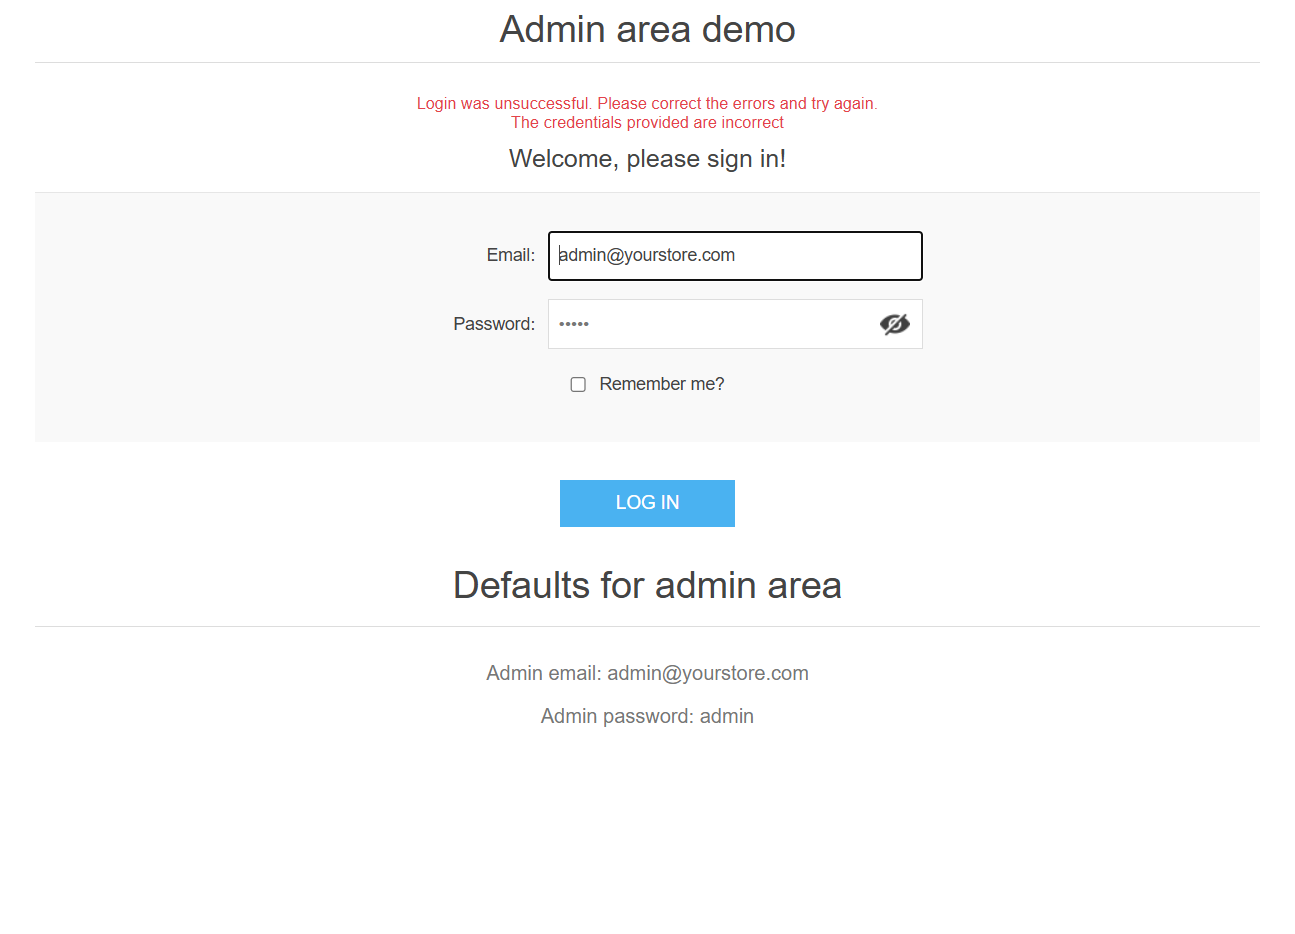 Admin area demo
Login was unsuccessful. Please correct the errors and try again.
The credentials provided are incorrect
Welcome, please sign in!
Email: admin@yourstore.com
Password: •••••
Remember me?
LOG IN
Defaults for admin area
Admin email: admin@yourstore.com
Admin password: admin